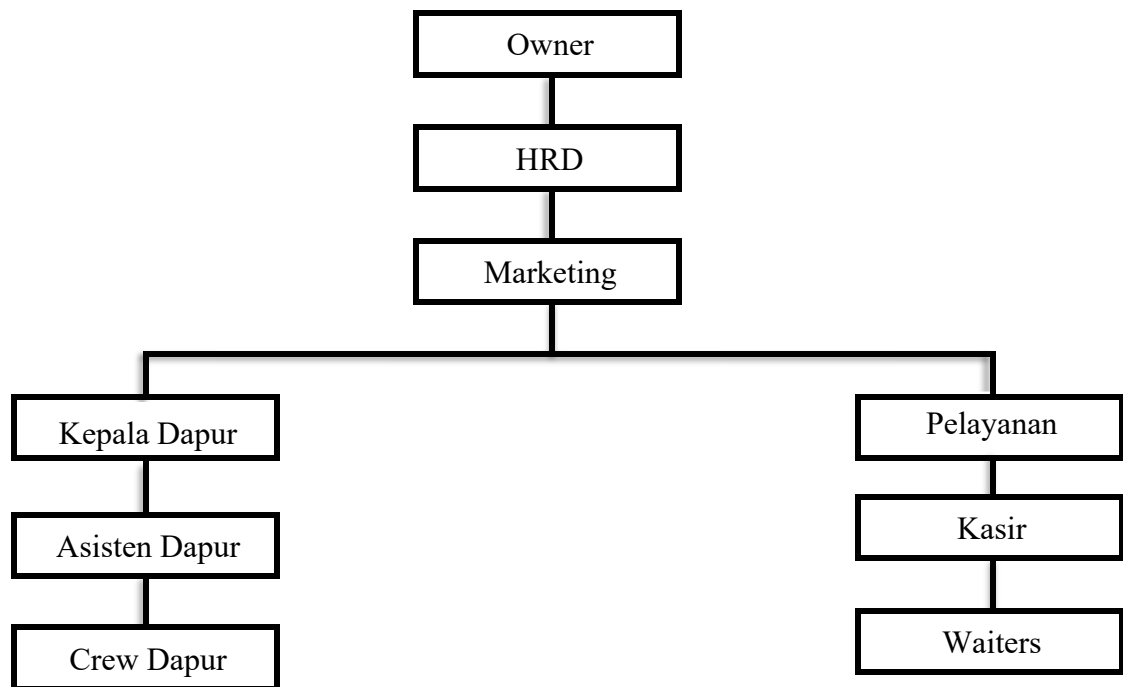 Owner
HRD
Marketing
Kepala Dapur
Asisten Dapur
Crew Dapur
Pelayanan
Kasir
Waiters